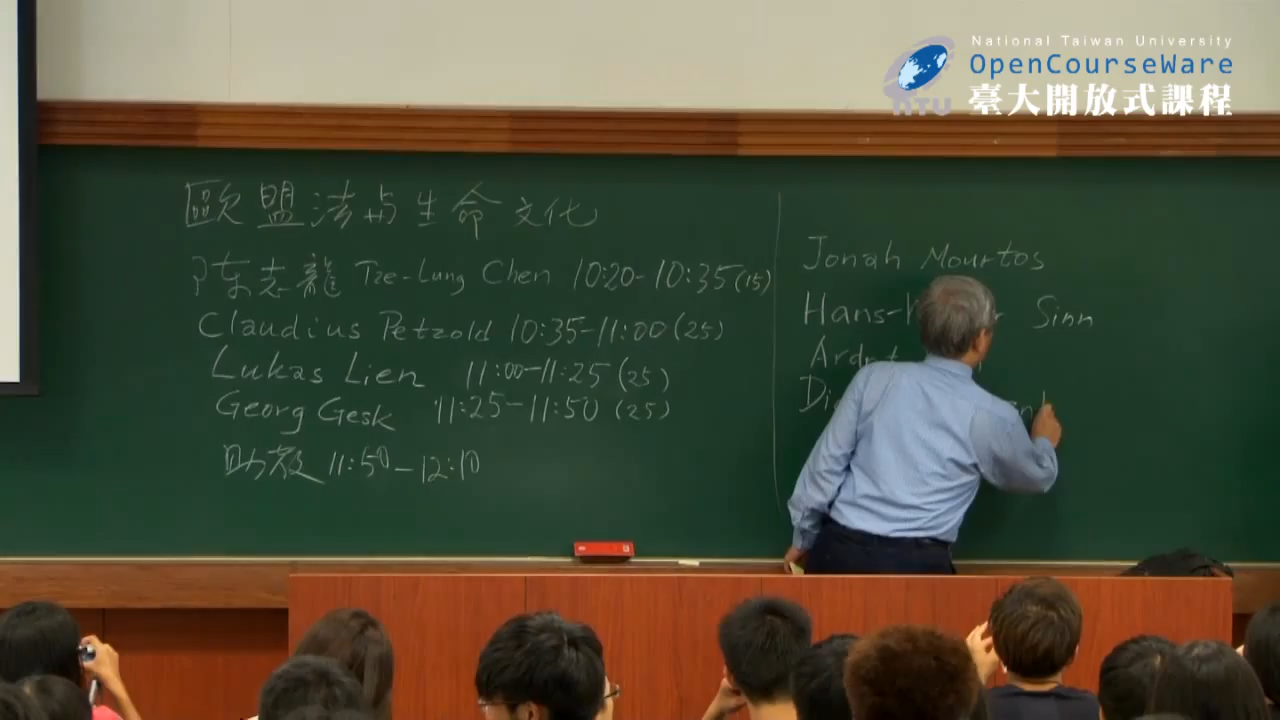 National Taiwan University
OpenCourseWare
臺大開放式課程
NTU
歐盟法与生命文化
陈志龍 Tze-Lung Chen 10:20-10:35(15)
Claudius Petzold 10:35-11:00(25)
Lukas Lien 11:00-11:25(25)
Georg Gesk 11:25-11:50(25)
助教 11:50-12:10
Jonah Mourtos
Hans- Sinn